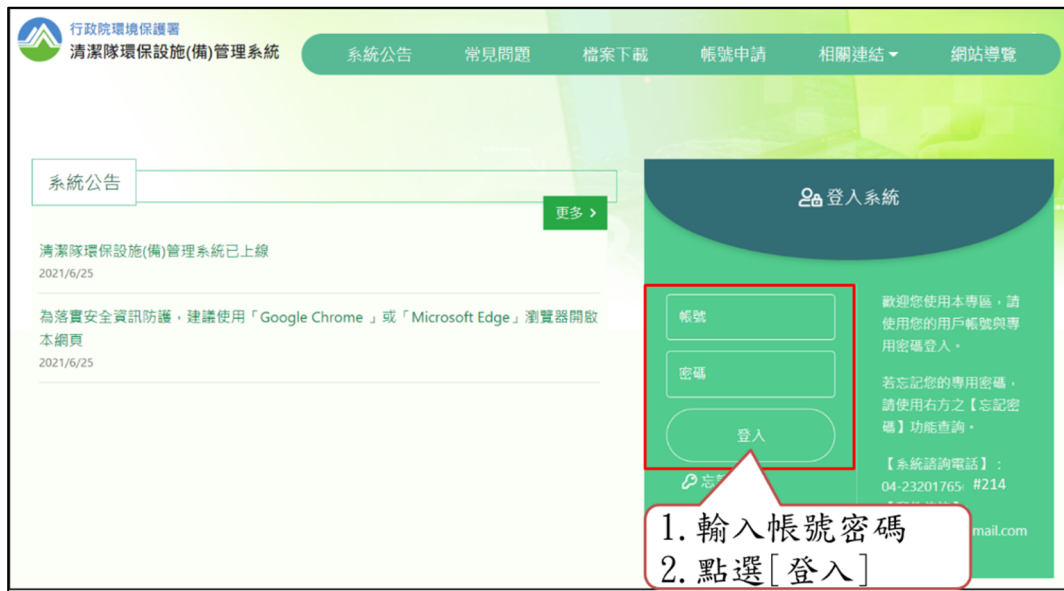 行政院環境保護署
清潔隊環保設施(備)管理系統
系統公告 常見問題 檔案下載 帳號申請 相關連結 網站導覽
系統公告
更多
清潔隊環保設施(備)管理系統已上線
2021/6/25
為落實安全資訊防護，建議使用「Google Chrome 」或「Microsoft Edge」瀏覽器開啟
本網頁
2021/6/25
登入系統
帳號
密碼
登入
忘記
歡迎您使用本專區，請
使用您的用戶帳號與專
用密碼登入。
若忘記您的專用密碼，
請使用右方之【忘記密
碼】功能查詢。
【系統諮詢電話】：
04-23201765 #214
mail.com
1. 輸入帳號密碼
2. 點選[登入]